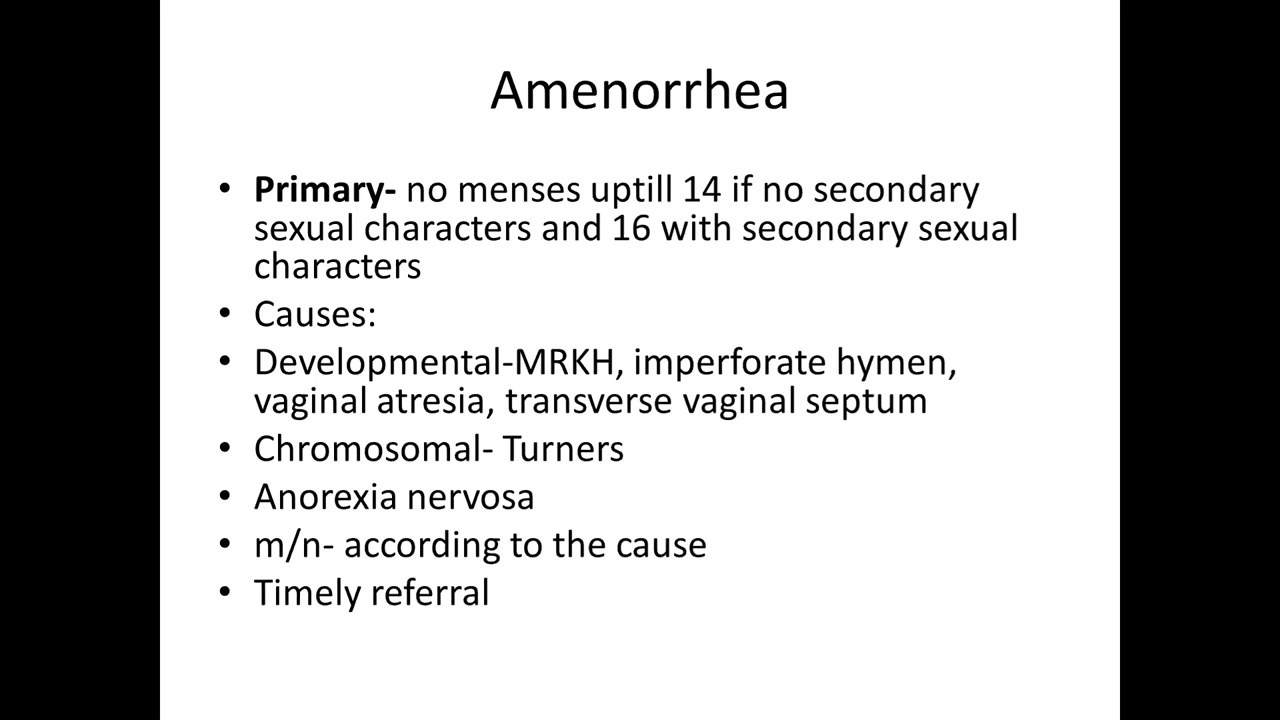 Amenorrhea
• Primary- no menses uptill 14 if no secondary
sexual characters and 16 with secondary sexual
characters
• Causes:
• Developmental-MRKH, imperforate hymen,
vaginal atresia, transverse vaginal septum
• Chromosomal- Turners
• Anorexia nervosa
• m/n- according to the cause
• Timely referral